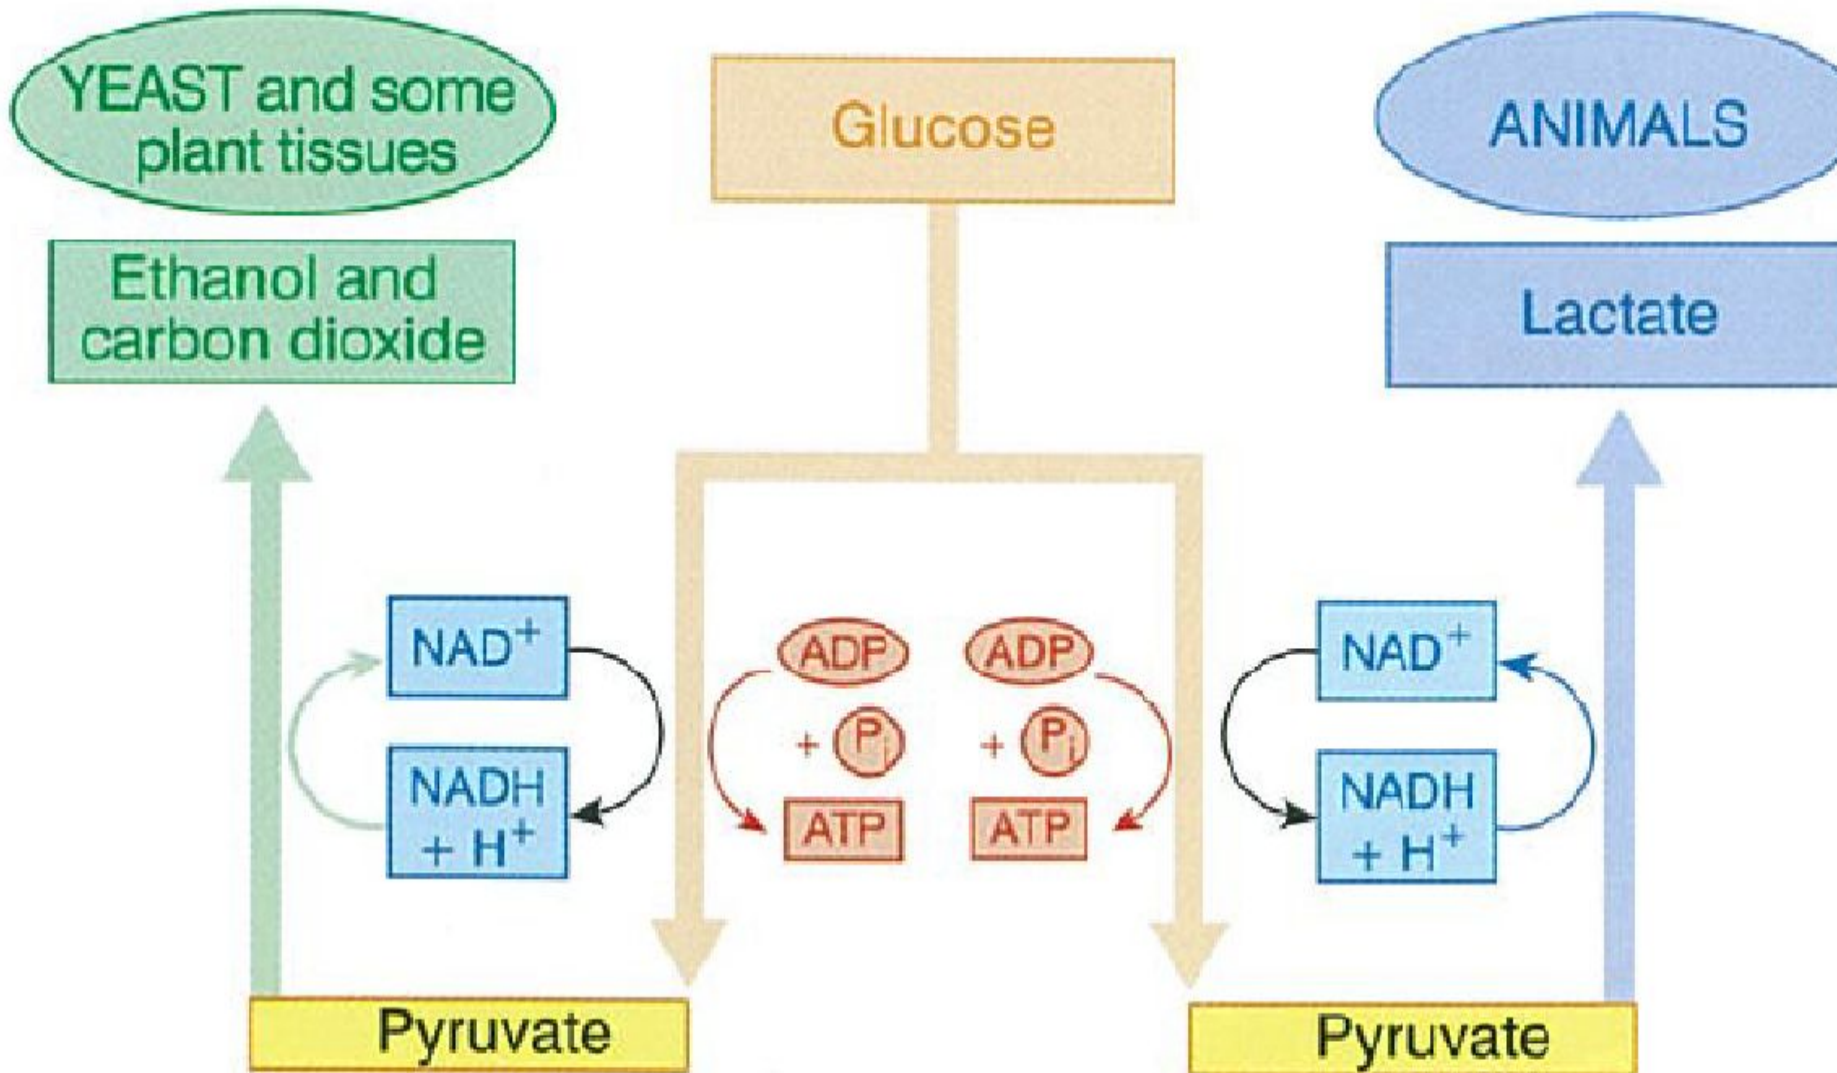 YEAST and some
plant tissues
Glucose
ANIMALS
Ethanol and
carbon dioxide
Lactate
NAD⁺
NADH
+ H⁺
ADP
+ Pᵢ
ATP
ADP
+ Pᵢ
ATP
NAD⁺
NADH
+ H⁺
Pyruvate
Pyruvate